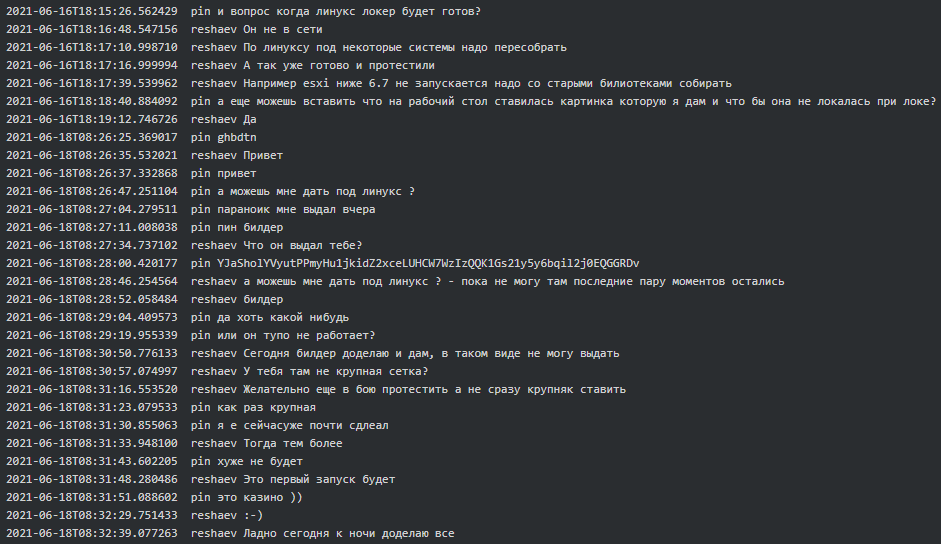 2021-06-16T18:15:26.562429 pin и вопрос когда линукс локер будет готов?
2021-06-16T18:16:48.547156 reshaev Он не в сети
2021-06-16T18:17:10.998710 reshaev По линуксу под некоторые системы надо пересобрать
2021-06-16T18:17:16.999994 reshaev А так уже готово и протестили
2021-06-16T18:17:39.539962 reshaev Например esxi ниже 6.7 не запускается надо со старыми билиотеками собирать
2021-06-16T18:18:40.884092 pin а еще можешь вставить что на рабочий стол ставилась картинка которую я дам и что бы она не локалась при локе?
2021-06-16T18:19:12.746726 reshaev Да
2021-06-18T08:26:25.369017 pin ghbdtn
2021-06-18T08:26:35.532021 reshaev Привет
2021-06-18T08:26:37.332868 pin привет
2021-06-18T08:26:47.251104 pin а можешь мне дать под линукс ?
2021-06-18T08:27:04.279511 pin параноик мне выдал вчера
2021-06-18T08:27:11.008038 pin пин билдер
2021-06-18T08:27:34.737102 reshaev Что он выдал тебе?
2021-06-18T08:28:00.420177 pin YJaSholYVyutPPmyHu1jkidZ2xceLUHCW7WzIzQQK1Gs21y5y6bqil2j0EQGGRDv
2021-06-18T08:28:46.254564 reshaev а можешь мне дать под линукс ? - пока не могу там последние пару моментов остались
2021-06-18T08:28:52.058484 reshaev билдер
2021-06-18T08:29:04.409573 pin да хоть какой нибудь
2021-06-18T08:29:19.955339 pin или он тупо не работает?
2021-06-18T08:30:50.776133 reshaev Сегодня билдер доделаю и дам, в таком виде не могу выдать
2021-06-18T08:30:57.074997 reshaev У тебя там не крупная сетка?
2021-06-18T08:31:16.553520 reshaev Желательно еще в бою протестить а не сразу крупняк ставить
2021-06-18T08:31:23.079533 pin как раз крупная
2021-06-18T08:31:30.855063 pin я е сейчасуже почти сдлеал
2021-06-18T08:31:33.948100 reshaev Тогда тем более
2021-06-18T08:31:43.602205 pin хуже не будет
2021-06-18T08:31:48.280486 reshaev Это первый запуск будет
2021-06-18T08:31:51.088602 pin это казино ))
2021-06-18T08:32:29.751433 reshaev :-)
2021-06-18T08:32:39.077263 reshaev Ладно сегодня к ночи доделаю все